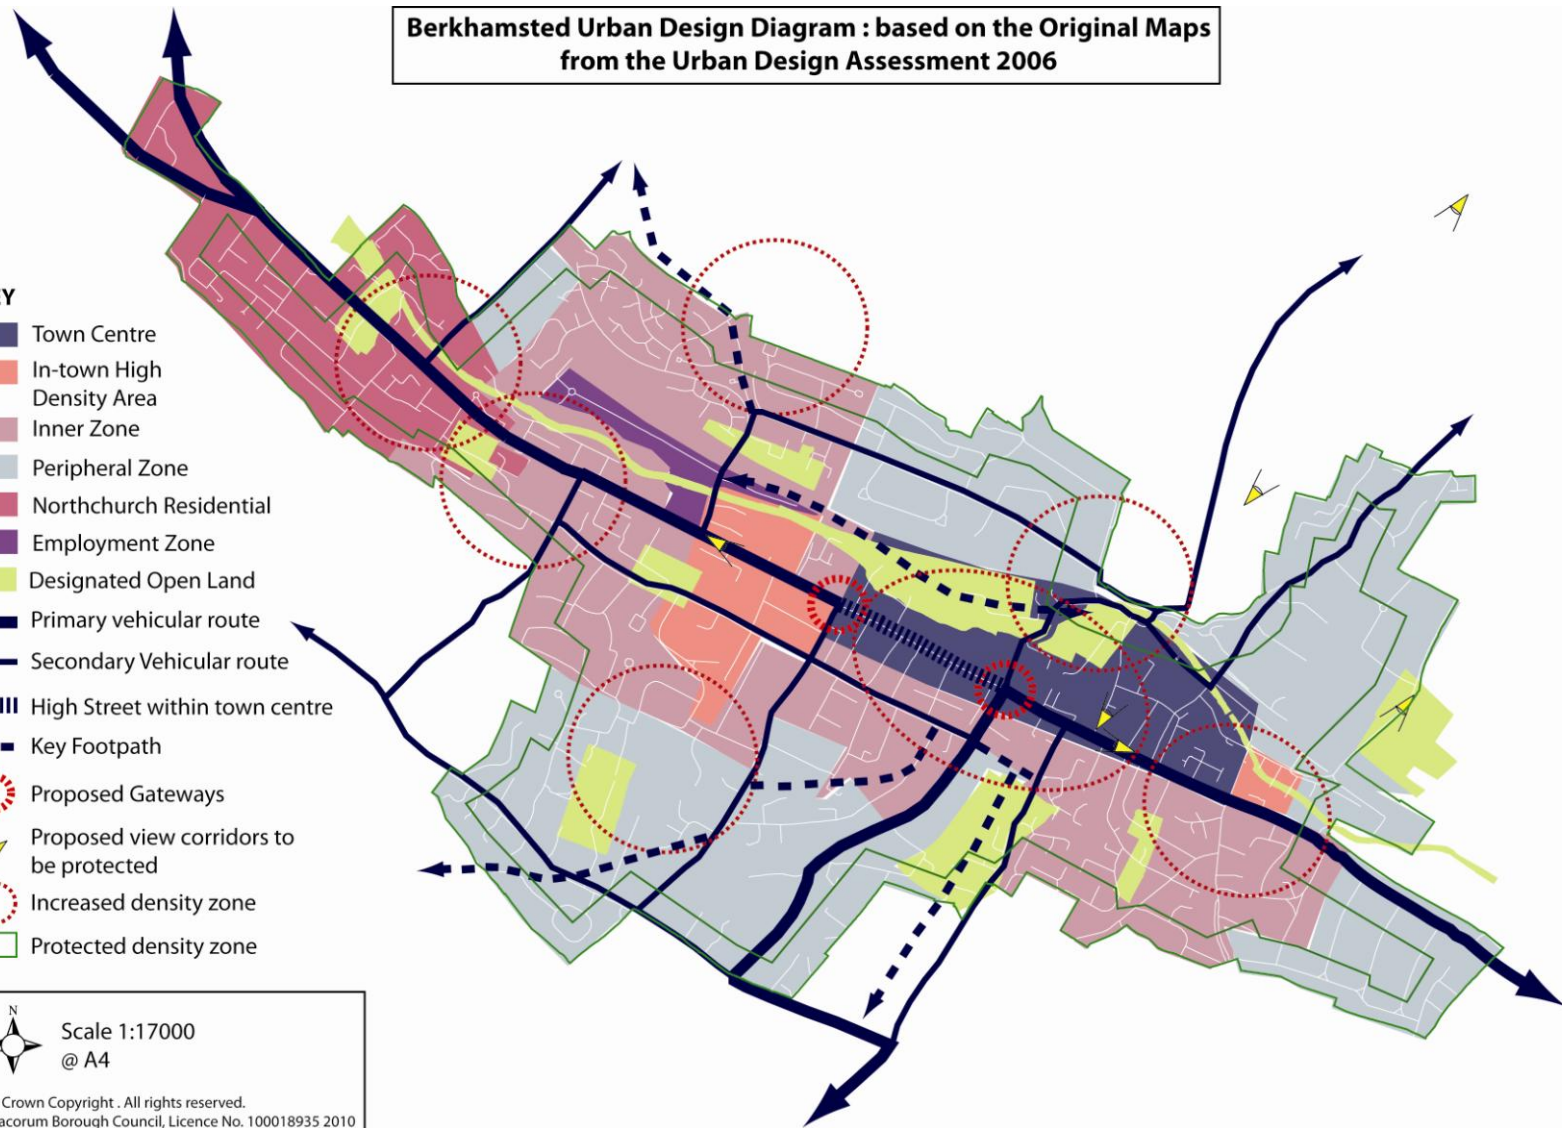 Berkhamsted Urban Design Diagram : based on the Original Maps
from the Urban Design Assessment 2006
EY
Town Centre
In-town High
Density Area
Inner Zone
Peripheral Zone
Northchurch Residential
Employment Zone
Designated Open Land
Primary vehicular route
Secondary Vehicular route
High Street within town centre
Key Footpath
Proposed Gateways
Proposed view corridors to
be protected
Increased density zone
Protected density zone
N
Scale 1:17000
@ A4
Crown Copyright . All rights reserved.
acorum Borough Council, Licence No. 100018935 2010